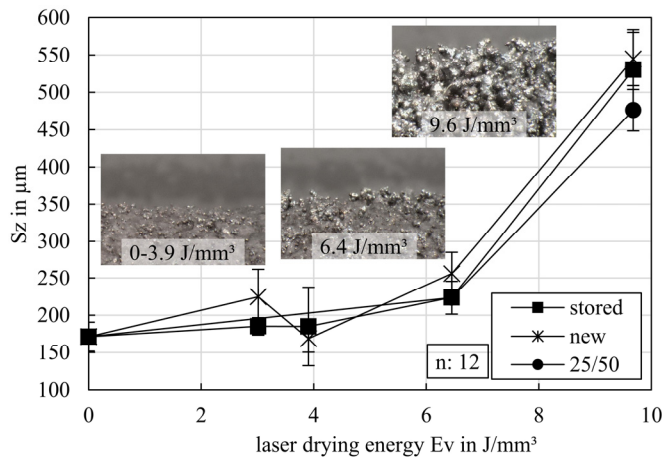 600
550
500
450
400
350
300
250
200
150
100
Sz in µm
9.6 J/mm³
0-3.9 J/mm³
6.4 J/mm³
stored
new
25/50
n: 12
0 2 4 6 8 10
laser drying energy Ev in J/mm³